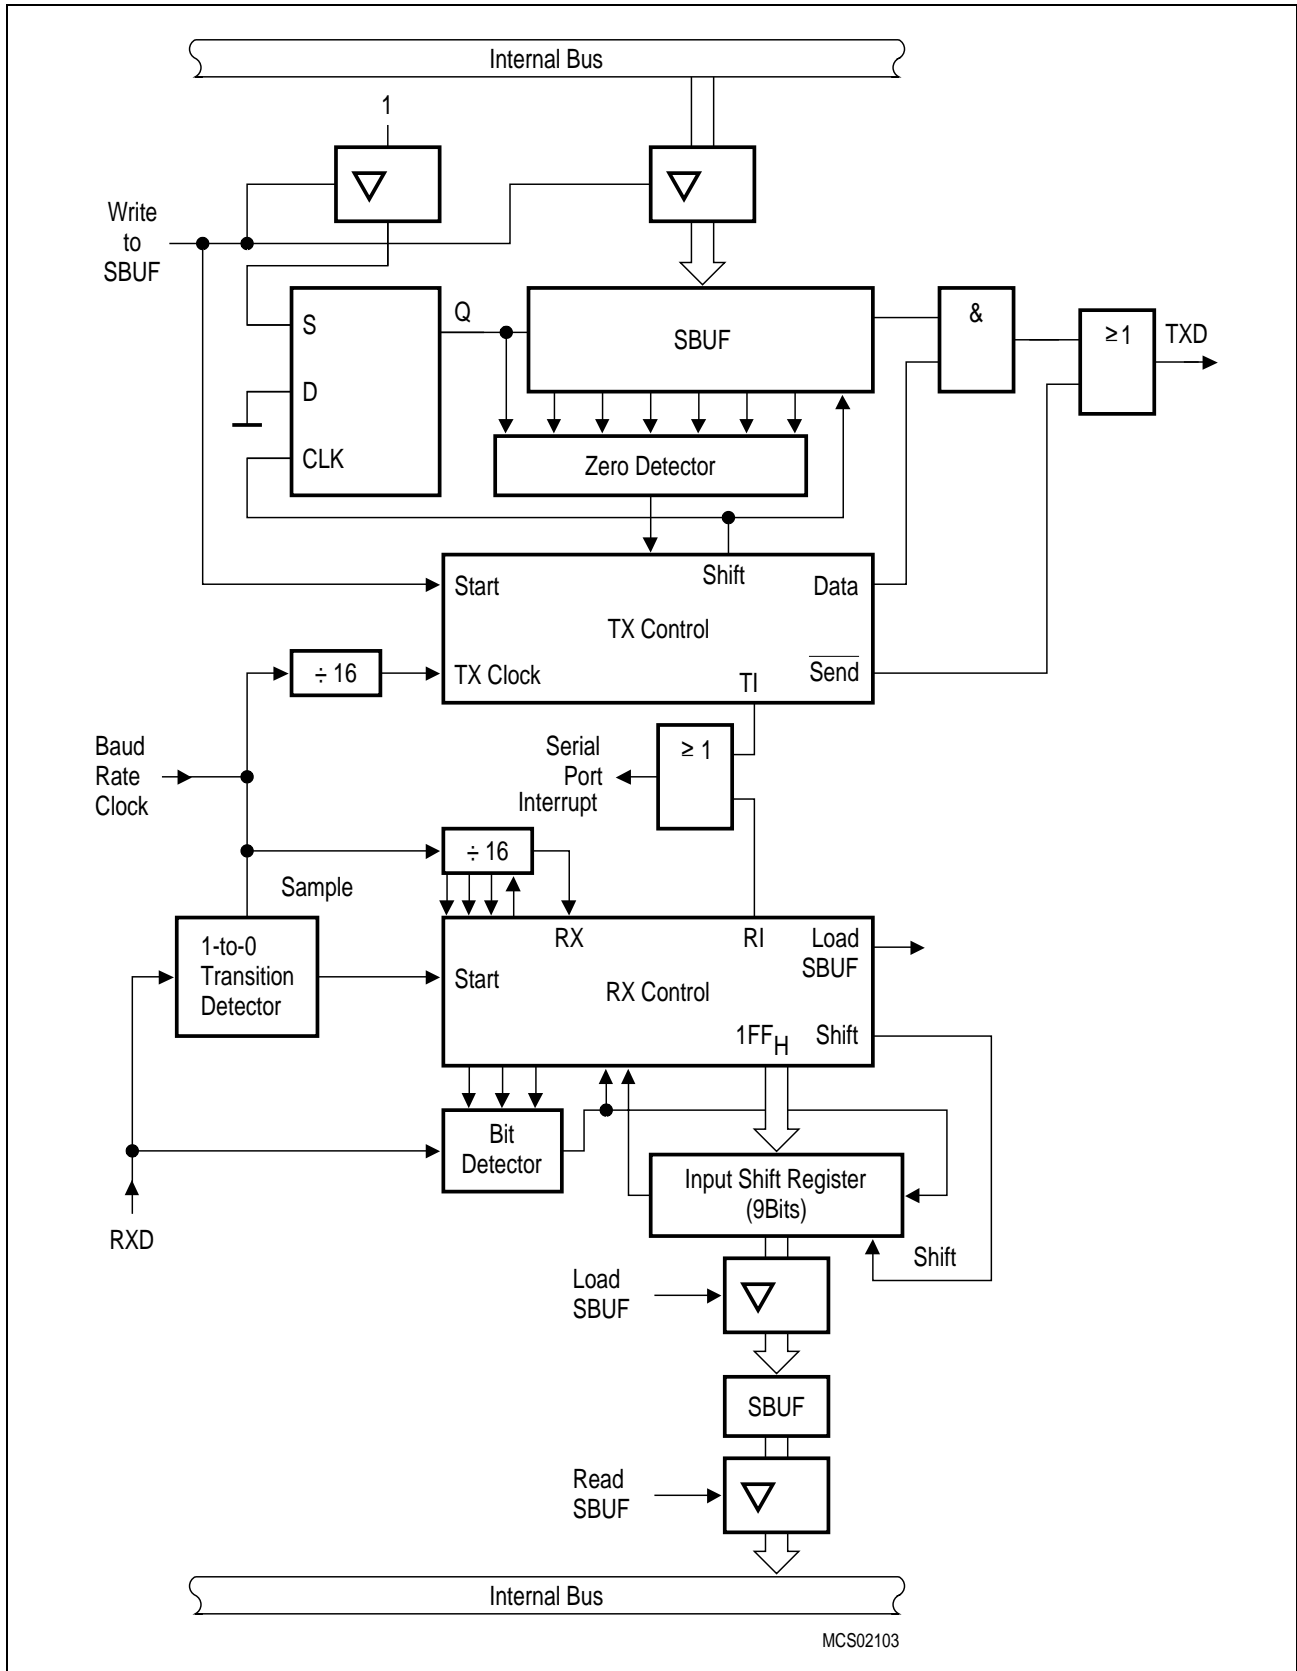 Internal Bus
1
Write
to
SBUF
S
D
CLK
Q
SBUF
&
≥ 1
TXD
Zero Detector
Start
Shift
Data
TX Control
TX Clock
TI
Send
÷ 16
Baud
Rate
Clock
Serial
Port
Interrupt
≥ 1
÷ 16
Sample
1-to-0
Transition
Detector
RX
RI
Load
SBUF
Start
RX Control
1FFH
Shift
Bit
Detector
Input Shift Register
(9Bits)
RXD
Shift
Load
SBUF
SBUF
Read
SBUF
Internal Bus
MCS02103